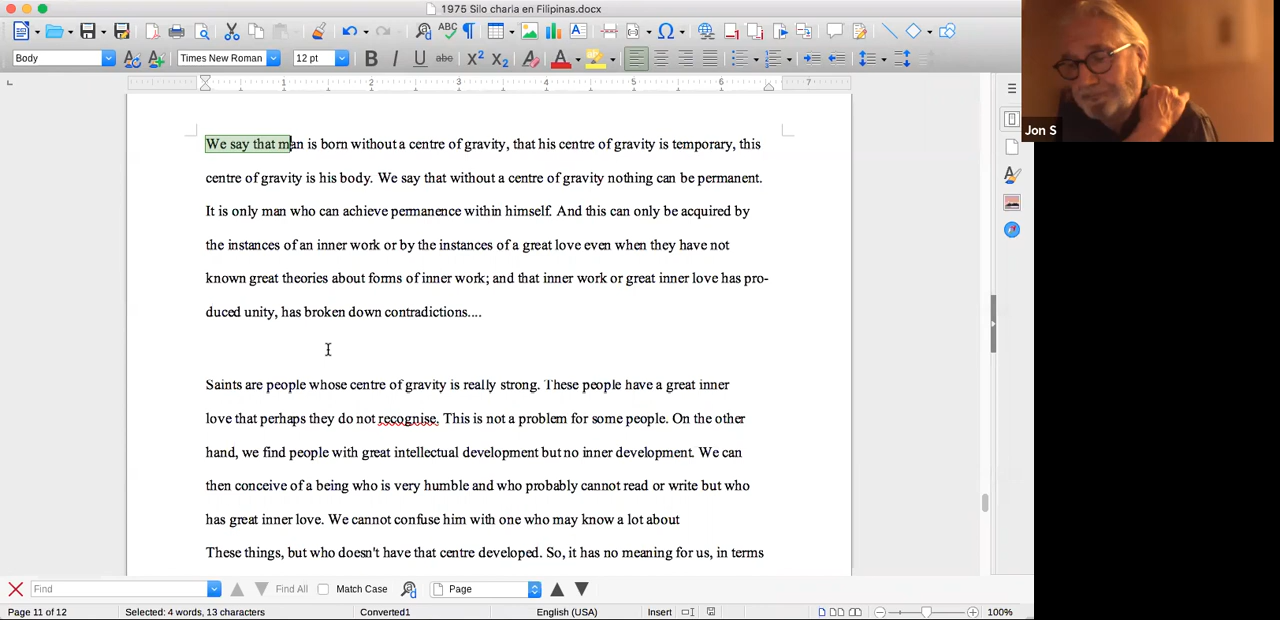 1975 Silo charia en Filipinas.docx
Body
Times New Roman
12 pt
1 2 3 4 5 6 7
We say that man is born without a centre of gravity, that his centre of gravity is temporary, this
centre of gravity is his body. We say that without a centre of gravity nothing can be permanent.
It is only man who can achieve permanence within himself. And this can only be acquired by
the instances of an inner work or by the instances of a great love even when they have not
known great theories about forms of inner work; and that inner work or great inner love has pro-
duced unity, has broken down contradictions....
Saints are people whose centre of gravity is really strong. These people have a great inner
love that perhaps they do not recognise. This is not a problem for some people. On the other
hand, we find people with great intellectual development but no inner development. We can
then conceive of a being who is very humble and who probably cannot read or write but who
has great inner love. We cannot confuse him with one who may know a lot about
These things, but who doesn't have that centre developed. So, it has no meaning for us, in terms
Find
Find All
Match Case
Page
Page 11 of 12
Selected: 4 words, 13 characters
Converted1
English (USA)
Insert
100%
Jon S